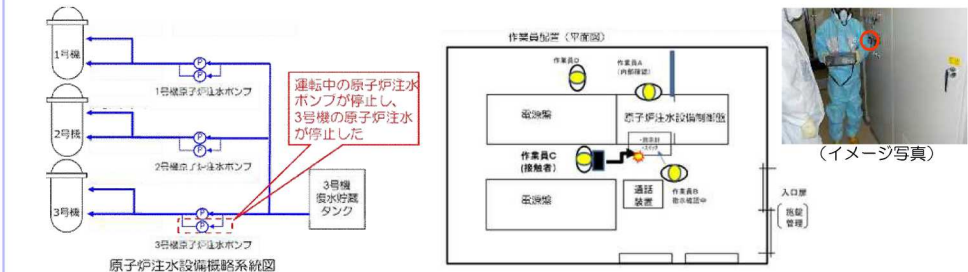 1号機
1号機原子炉注水ポンプ
2号機
2号機原子炉注水ポンプ
3号機
3号機原子炉注水ポンプ
運転中の原子炉注水
ポンプが停止し、
3号機の原子炉注水
が停止した
3号機
復水貯蔵
タンク
原子炉注水設備概略系統図
作業員配置（平面図）
作業員D
作業員A
（内部確認）
電源盤
原子炉注水設備制御盤
・スイッチ
作業員C
（接触者）
電源盤
通話
装置
作業員B
入口扉
施錠
管理
（イメージ写真）